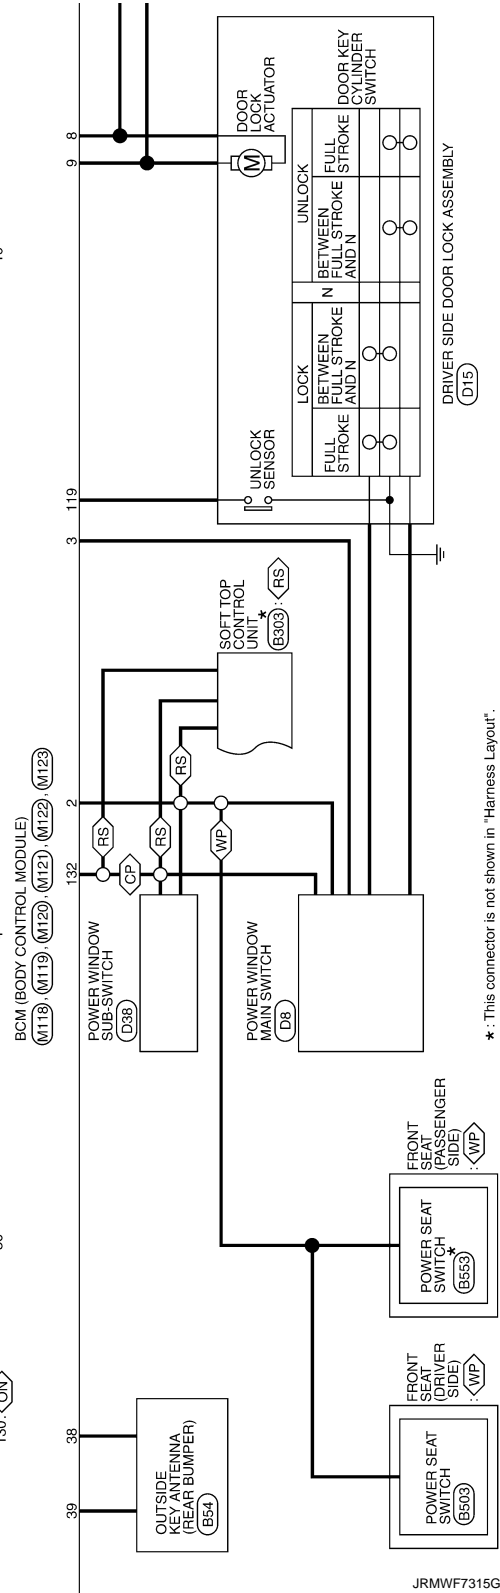 BCM (BODY CONTROL MODULE)
M118 , M119 , M120 , M121 , M122 , M123
39
38
132
2
3
119
9
8
OUTSIDE
KEY ANTENNA
(REAR BUMPER)
B54
POWER WINDOW
SUB-SWITCH
D38
CP
RS
RS
RS
WP
SOFT TOP
CONTROL
UNIT*
B303 : RS
POWER WINDOW
MAIN SWITCH
D8
UNLOCK
SENSOR
DOOR
LOCK
ACTUATOR
M
DOOR KEY
CYLINDER
SWITCH
LOCK
N
UNLOCK
FULL
STROKE
BETWEEN
FULL STROKE
AND N
BETWEEN
FULL STROKE
AND N
FULL
STROKE
DRIVER SIDE DOOR LOCK ASSEMBLY
D15
FRONT
SEAT
(DRIVER
SIDE)
: WP
POWER SEAT
SWITCH
B503
FRONT
SEAT
(PASSENGER
SIDE)
: WP
POWER SEAT
SWITCH*
B553
* : This connector is not shown in "Harness Layout".
JRMWF7315G